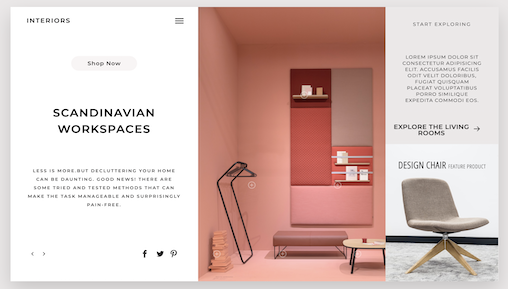 INTERIORS
Shop Now
SCANDINAVIAN
WORKSPACES
LESS IS MORE.BUT DECLUTTERING YOUR HOME
CAN BE DAUNTING, GOOD NEWS! THERE ARE
SOME TRIED AND TESTED METHODS THAT CAN
MAKE THE TASK MANAGEABLE AND SURPRISINGLY
PAIN-FREE.
START EXPLORING
LOREM IPSUM DOLOR SIT
CONSETETUR ADIPISICING
ELIT. ACCUSAMUS FACILIS
ODIT VELIT DOLORIBUS,
FUGIAT QUISQUAM
PLACEAT VOLUPTATIBUS
PORRO SIMILIQUE
EXPEDITA COMMODI EOS.
EXPLORE THE LIVING
ROOMS
DESIGN CHAIR FEATURE PRODUCT